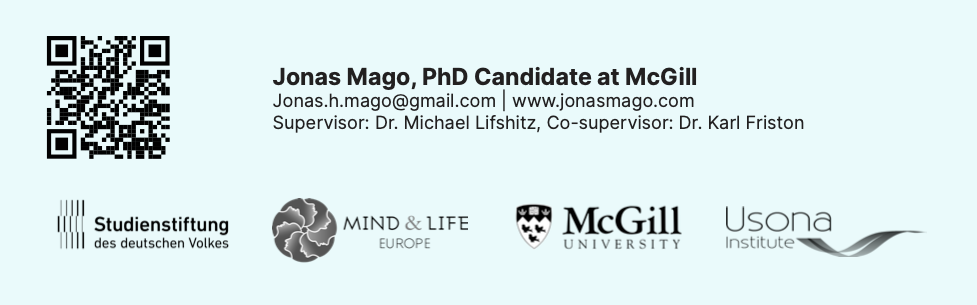 Jonas Mago, PhD Candidate at McGill
Jonas.h.mago@gmail.com | www.jonasmago.com
Supervisor: Dr. Michael Lifshitz, Co-supervisor: Dr. Karl Friston
Studienstiftung
des deutschen Volkes
MIND & LIFE
EUROPE
McGill
UNIVERSITY
Usona
Institute